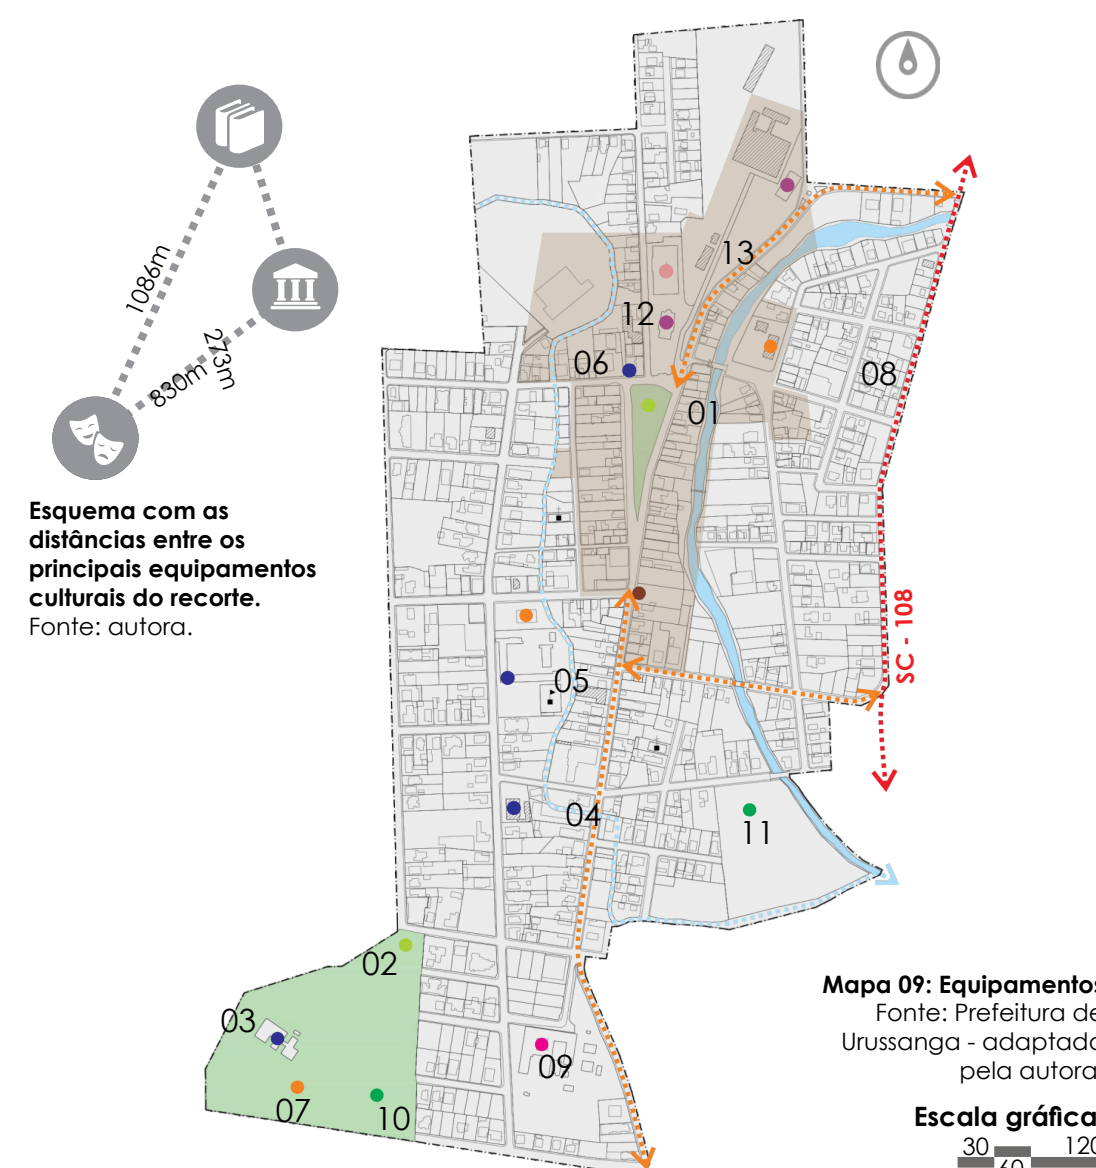 1086m
273m
830m
Esquema com as
distâncias entre os
principais equipamentos
culturais do recorte.
Fonte: autora.
13
12
06
08
01
SC - 108
05
04
11
02
03
09
07
10
Mapa 09: Equipamentos
Fonte: Prefeitura de
Urussanga - adaptado
pela autora
Escala gráfica
30 120
60